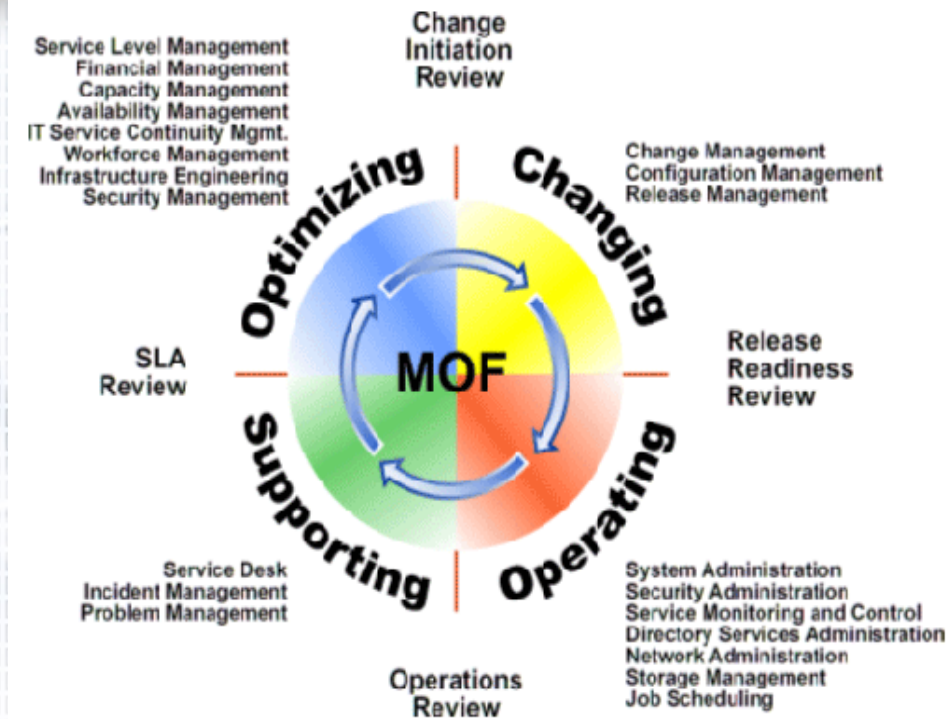 Change
Initiation
Review
Service Level Management
Financial Management
Capacity Management
Availability Management
IT Service Continuity Mgmt.
Workforce Management
Infrastructure Engineering
Security Management
Change Management
Configuration Management
Release Management
Optimizing
Changing
SLA
Review
MOF
Release
Readiness
Review
Supporting
Operating
Service Desk
Incident Management
Problem Management
System Administration
Security Administration
Service Monitoring and Control
Directory Services Administration
Network Administration
Storage Management
Job Scheduling
Operations
Review